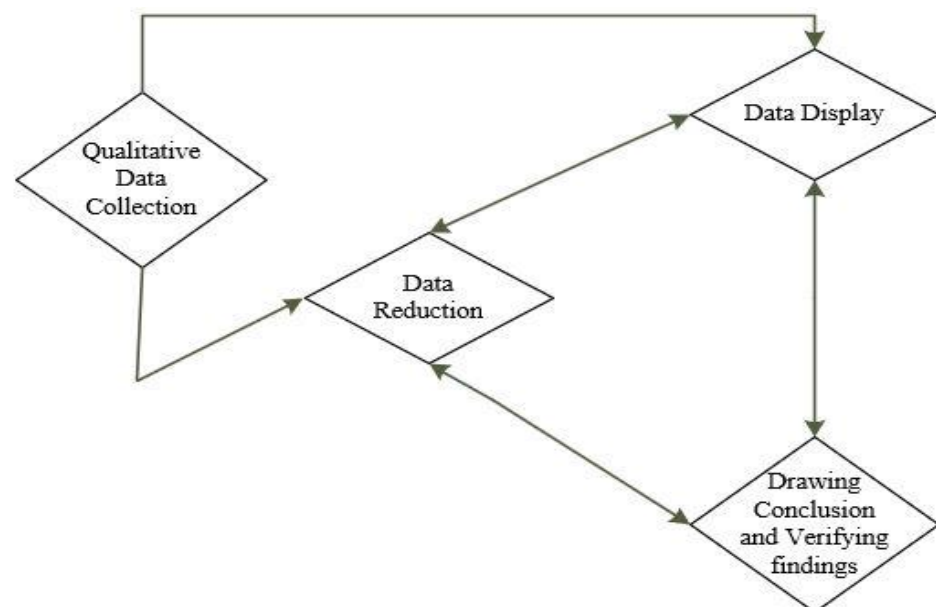 Data Display
Qualitative
Data
Collection
Data
Reduction
Drawing
Conclusion
and Verifying
findings